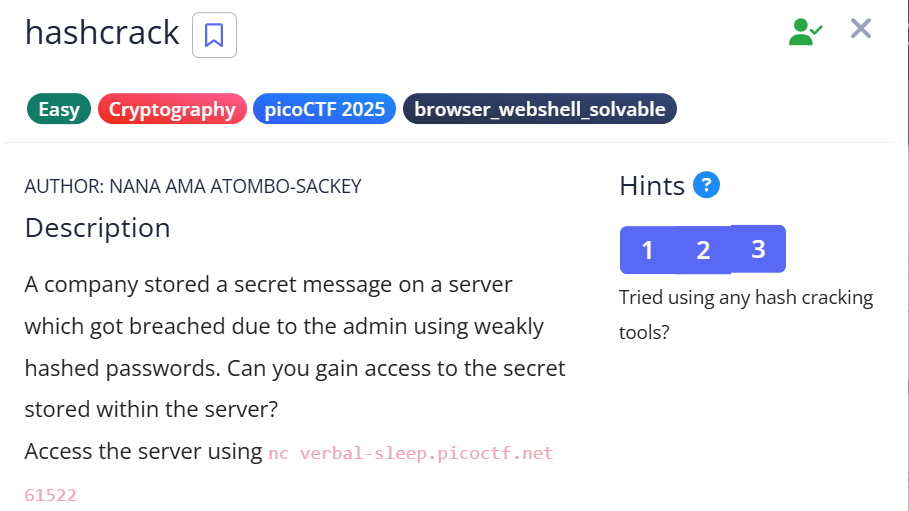 hashcrack
Easy Cryptography picoCTF 2025 browser_webshell_solvable
AUTHOR: NANA AMA ATOMBO-SACKEY
Description
A company stored a secret message on a server
which got breached due to the admin using weakly
hashed passwords. Can you gain access to the secret
stored within the server?
Access the server using nc verbal-sleep.picoctf.net
61522
Hints ?
1 2 3
Tried using any hash cracking
tools?